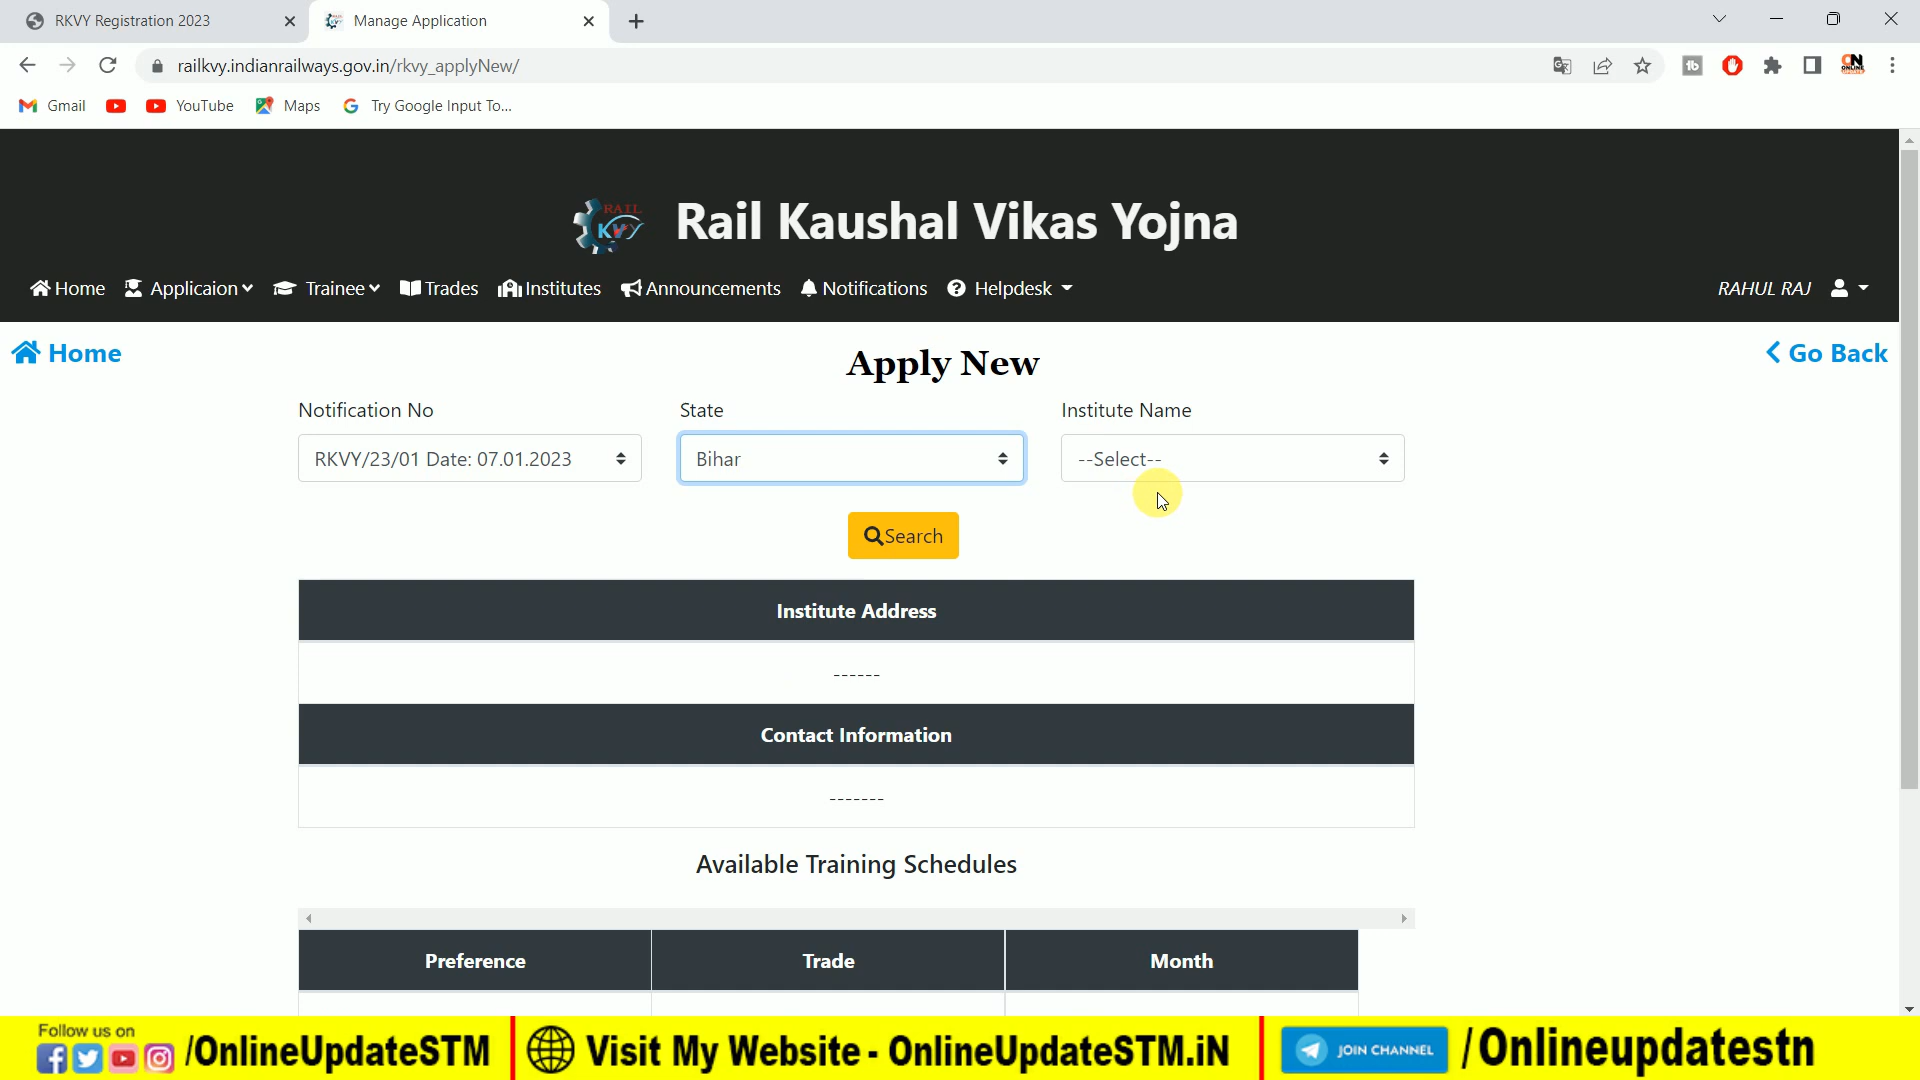 RKVY Registration 2023
Manage Application
railkvy.indianrailways.gov.in/rkvy_applyNew/
Gmail
YouTube
Maps
Try Google Input To...
RAIL
KVY
Rail Kaushal Vikas Yojna
Home
Applicaion
Trainee
Trades
Institutes
Announcements
Notifications
Helpdesk
RAHUL RAJ
Home
Apply New
Go Back
Notification No
State
Institute Name
RKVY/23/01 Date: 07.01.2023
Bihar
--Select--
Search
Institute Address
------
Contact Information
-------
Available Training Schedules
Preference
Trade
Month
Follow us on
/OnlineUpdateSTM
Visit My Website - OnlineUpdateSTM.iN
JOIN CHANNEL
/Onlineupdatestn